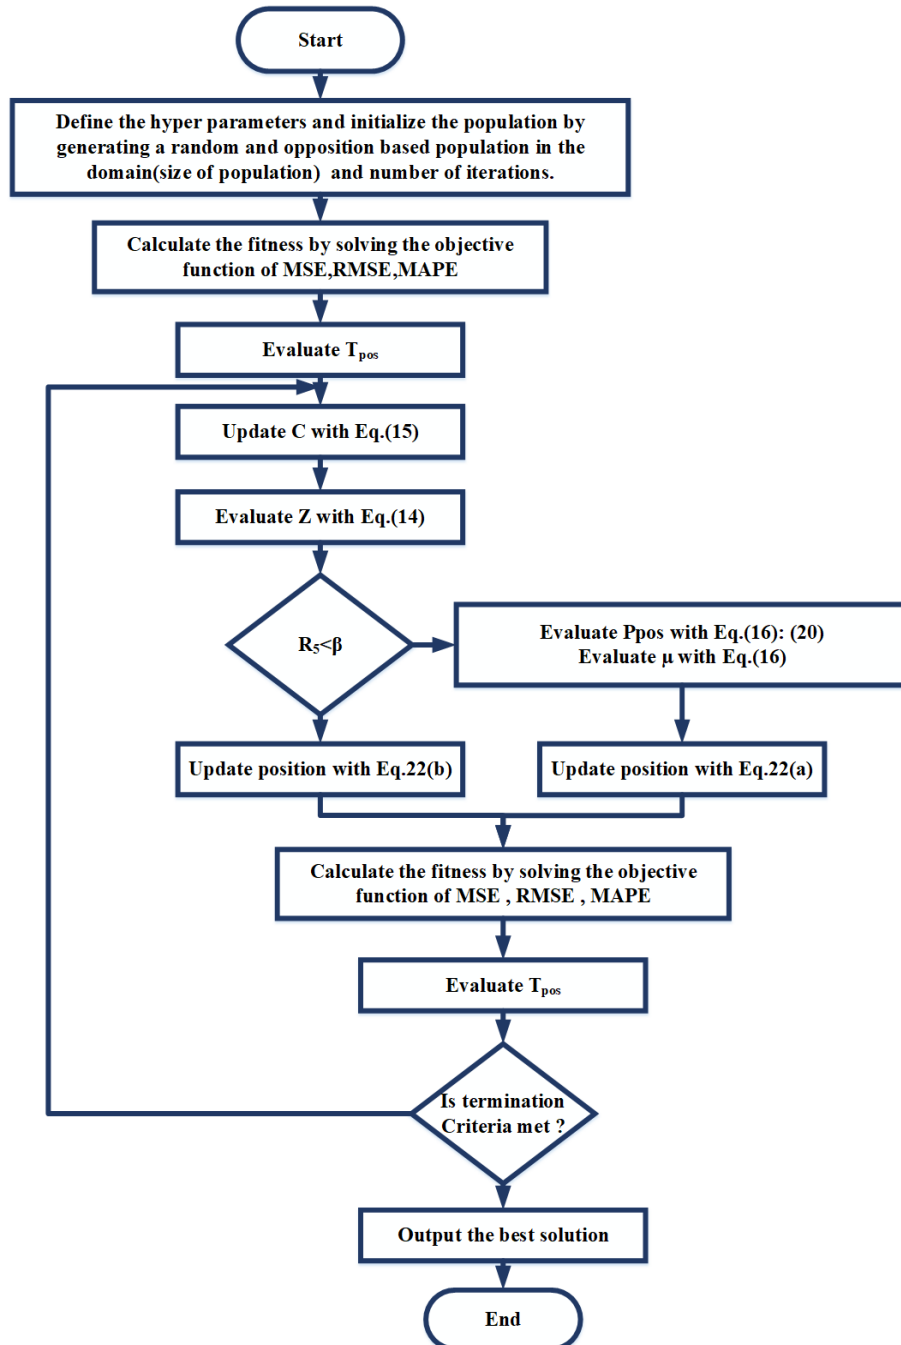 Start
Define the hyper parameters and initialize the population by
generating a random and opposition based population in the
domain(size of population) and number of iterations.
Calculate the fitness by solving the objective
function of MSE,RMSE,MAPE
Evaluate Tpos
Update C with Eq.(15)
Evaluate Z with Eq.(14)
R5<β
Evaluate Ppos with Eq.(16): (20)
Evaluate μ with Eq.(16)
Update position with Eq.22(b)
Update position with Eq.22(a)
Calculate the fitness by solving the objective
function of MSE , RMSE , MAPE
Evaluate Tpos
Is termination
Criteria met ?
Output the best solution
End